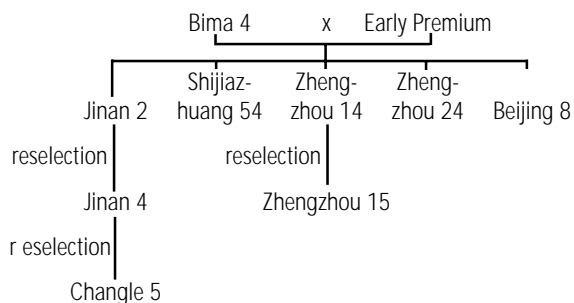 Bima 4 x Early Premium
Shijiaz- Zheng- Zheng-
Jinan 2 huang 54 zhou 14 zhou 24 Beijing 8
reselection reselection
Jinan 4 Zhengzhou 15
r eselection
Changle 5